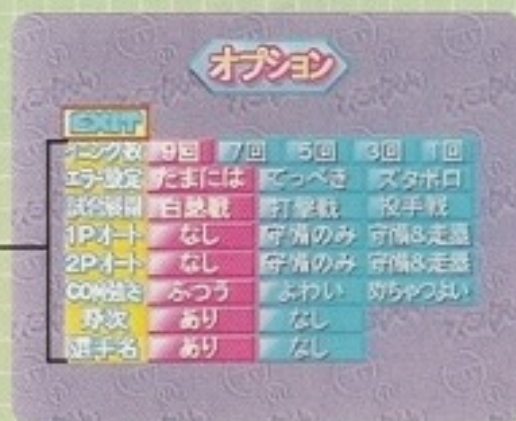 オプション
EXIT
イニング数 9回 7回 5回 3回 1回
エラー設定 たまには てっぺき ズタボロ
試合展開 白熱戦 打撃戦 投手戦
1Pオート なし 守備のみ 守備&走塁
2Pオート なし 守備のみ 守備&走塁
COM強さ ふつう よわい めちゃつよい
野次 あり なし
選手名 あり なし